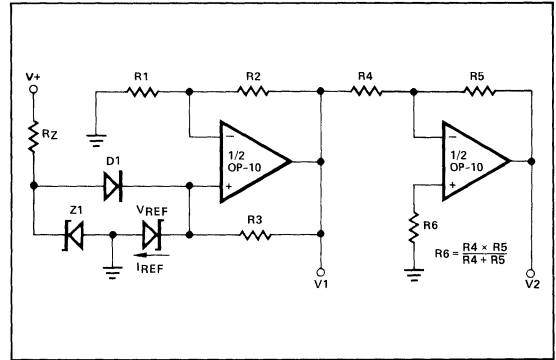 V+
R1
R2
R4
R5
RZ
D1
Z1
VREF
IREF
−
1/2
OP-10
+
R3
V1
−
1/2
OP-10
+
R6
R6 = R4 × R5
R4 + R5
V2